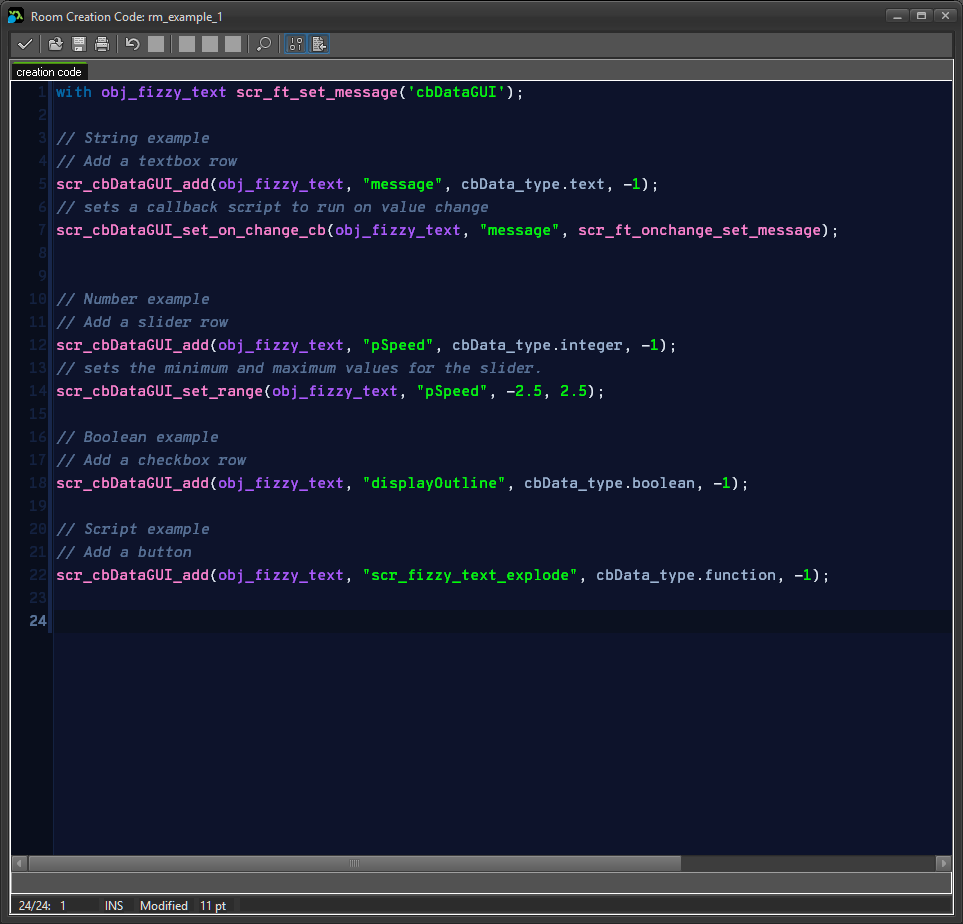 Room Creation Code: rm_example_1
creation code
1 with obj_fizzy_text scr_ft_set_message('cbDataGUI');
2
3 // String example
4 // Add a textbox row
5 scr_cbDataGUI_add(obj_fizzy_text, "message", cbData_type.text, -1);
6 // sets a callback script to run on value change
7 scr_cbDataGUI_set_on_change_cb(obj_fizzy_text, "message", scr_ft_onchange_set_message);
8
9
10 // Number example
11 // Add a slider row
12 scr_cbDataGUI_add(obj_fizzy_text, "pSpeed", cbData_type.integer, -1);
13 // sets the minimum and maximum values for the slider.
14 scr_cbDataGUI_set_range(obj_fizzy_text, "pSpeed", -2.5, 2.5);
15
16 // Boolean example
17 // Add a checkbox row
18 scr_cbDataGUI_add(obj_fizzy_text, "displayOutline", cbData_type.boolean, -1);
19
20 // Script example
21 // Add a button
22 scr_cbDataGUI_add(obj_fizzy_text, "scr_fizzy_text_explode", cbData_type.function, -1);
23
24
24/24: 1 INS Modified 11 pt